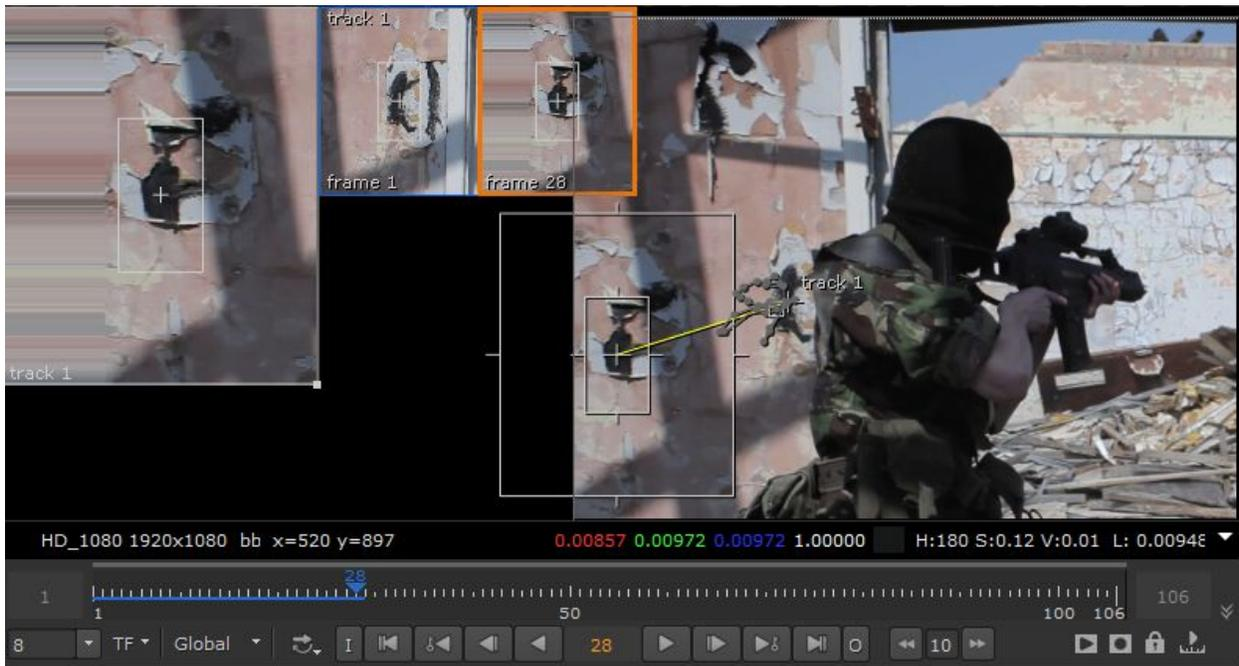 track 1
frame 1
frame 28
track 1
track 1
HD_1080 1920x1080 bb x=520 y=897
0.00857 0.00972 0.00972 1.00000
H:180 S:0.12 V:0.01 L: 0.00948
1
28
1
50
100
106
106
8
TF
Global
I
28
O
10